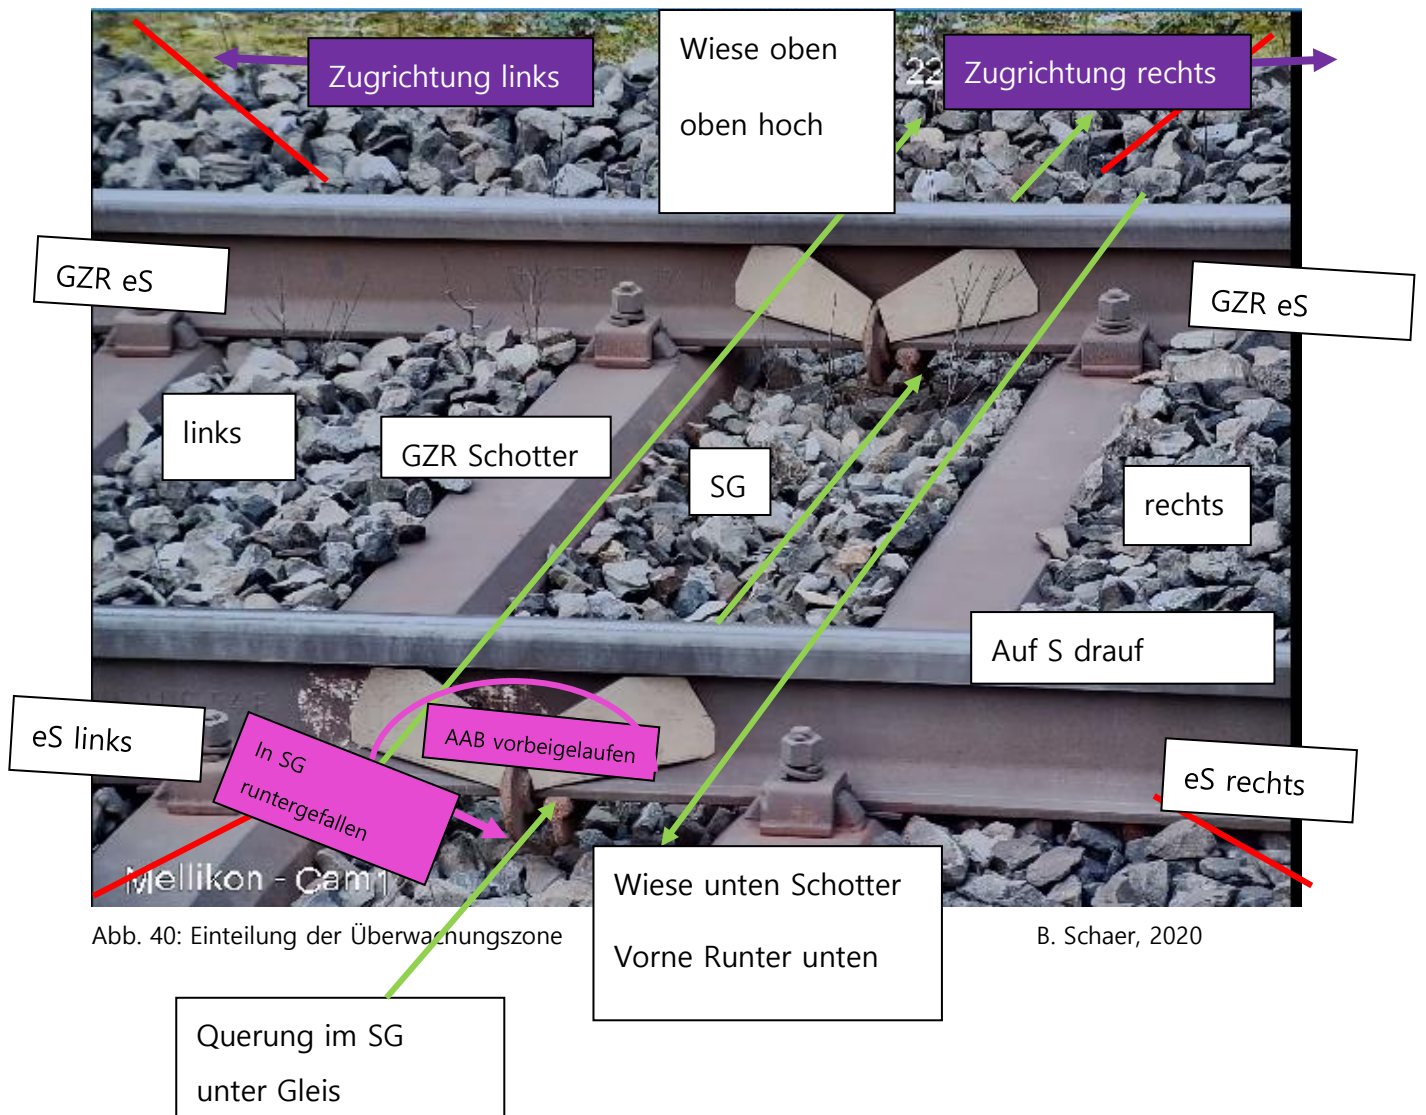 Wiese oben
oben hoch
Zugrichtung links
22
Zugrichtung rechts
GZR eS
GZR eS
links
GZR Schotter
SG
rechts
Auf S drauf
eS links
In SG
runtergefallen
AAB vorbeigelaufen
eS rechts
Mellikon - Cam1
Wiese unten Schotter
Vorne Runter unten
Abb. 40: Einteilung der Überwachungszone
B. Schaer, 2020
Querung im SG
unter Gleis